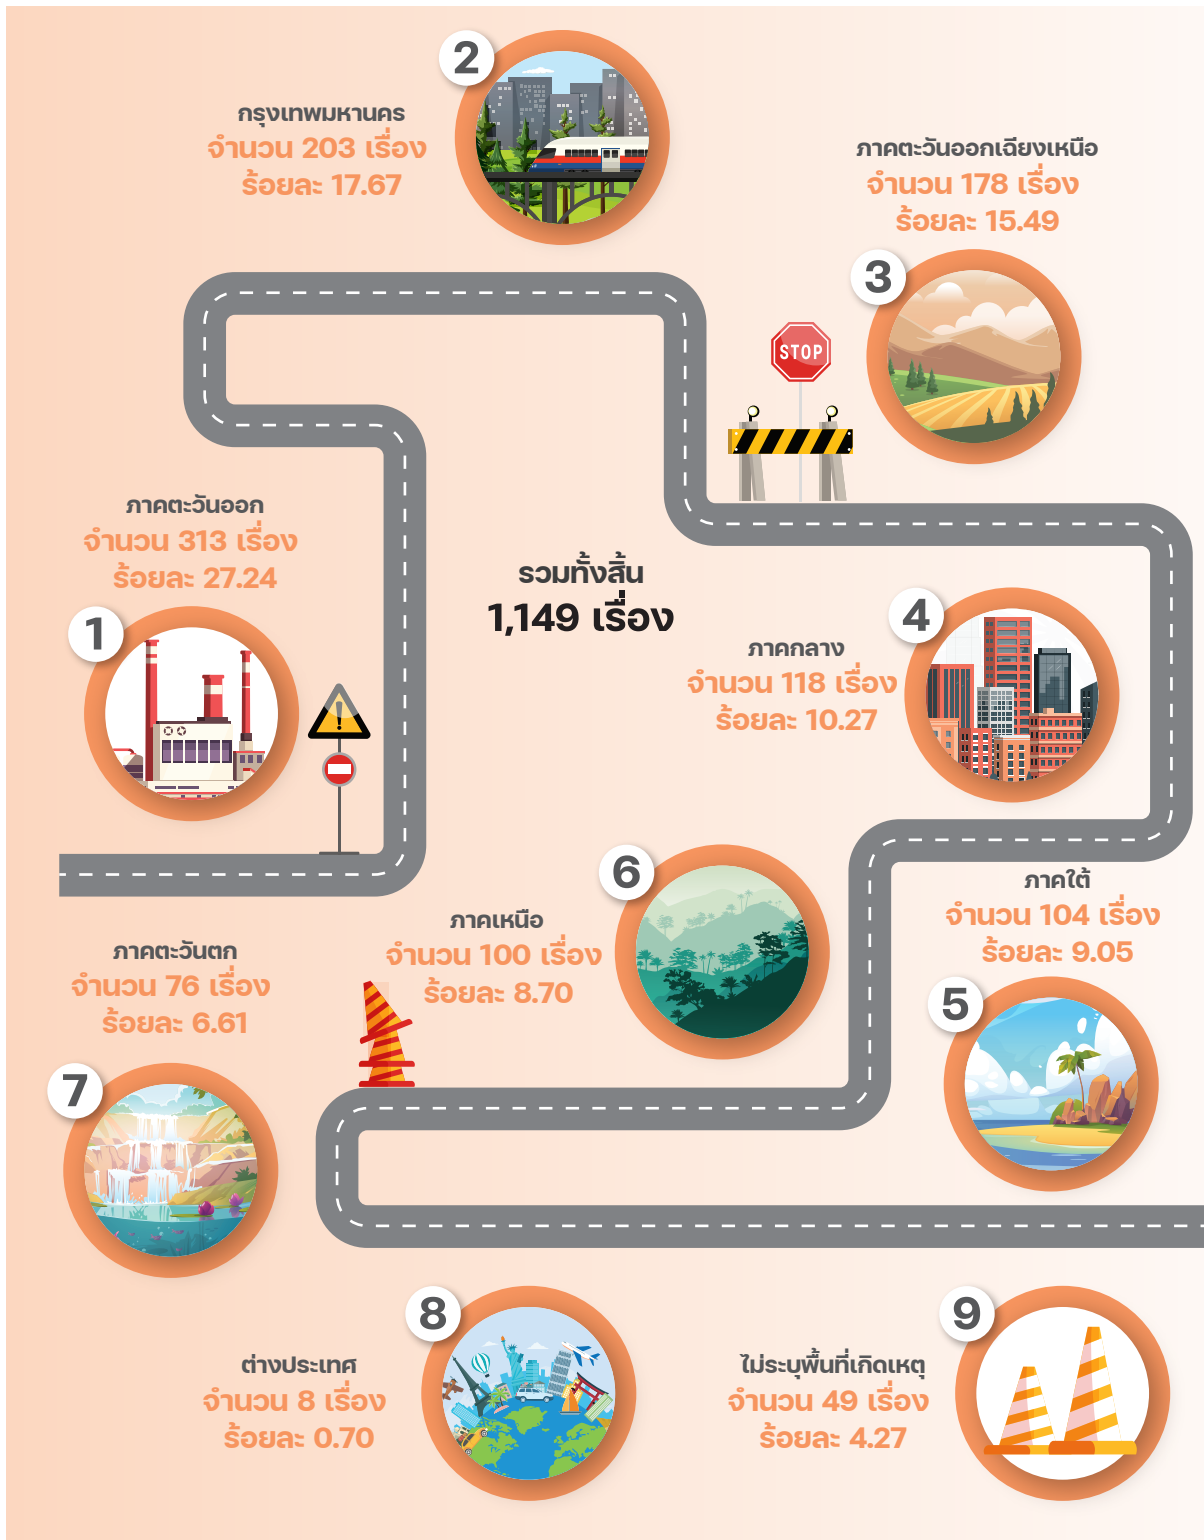 2
กรุงเทพมหานคร
จำนวน 203 เรื่อง
ร้อยละ 17.67
ภาคตะวันออกเฉียงเหนือ
จำนวน 178 เรื่อง
ร้อยละ 15.49
3
STOP
ภาคตะวันออก
จำนวน 313 เรื่อง
ร้อยละ 27.24
1
รวมทั้งสิ้น
1,149 เรื่อง
4
ภาคกลาง
จำนวน 118 เรื่อง
ร้อยละ 10.27
6
ภาคเหนือ
จำนวน 100 เรื่อง
ร้อยละ 8.70
ภาคใต้
จำนวน 104 เรื่อง
ร้อยละ 9.05
5
ภาคตะวันตก
จำนวน 76 เรื่อง
ร้อยละ 6.61
7
8
ต่างประเทศ
จำนวน 8 เรื่อง
ร้อยละ 0.70
9
ไม่ระบุพื้นที่เกิดเหตุ
จำนวน 49 เรื่อง
ร้อยละ 4.27